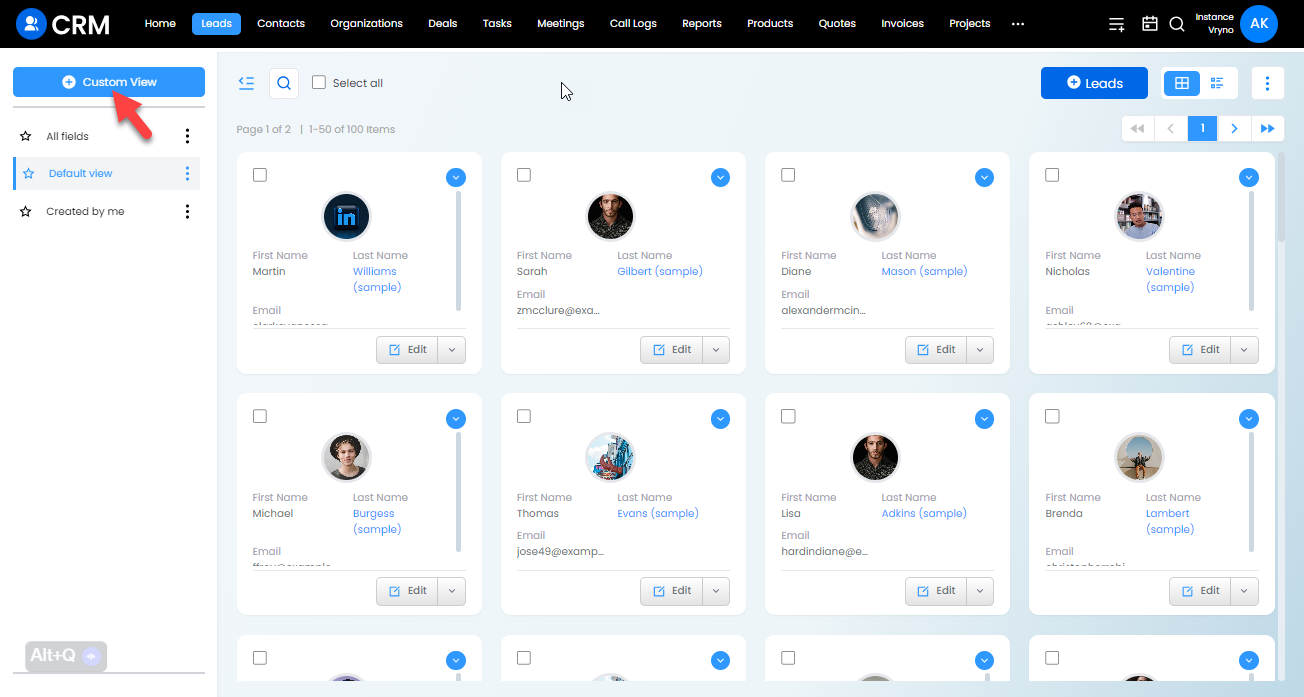 CRM
Home Leads Contacts Organizations Deals Tasks Meetings Call Logs Reports Products Quotes Invoices Projects
Instance
Vryno
AK
Custom View
All fields
Default view
Created by me
Alt+Q
Select all
Leads
Page 1 of 2 | 1-50 of 100 Items
1
First Name Last Name
Martin Williams
(sample)
Email
Edit
First Name Last Name
Sarah Gilbert (sample)
Email
zmcclure@exa...
Edit
First Name Last Name
Diane Mason (sample)
Email
alexandermcin...
Edit
First Name Last Name
Nicholas Valentine
(sample)
Email
Edit
First Name Last Name
Michael Burgess
(sample)
Email
Edit
First Name Last Name
Thomas Evans (sample)
Email
jose49@examp...
Edit
First Name Last Name
Lisa Adkins (sample)
Email
hardindiane@e...
Edit
First Name Last Name
Brenda Lambert
(sample)
Email
Edit